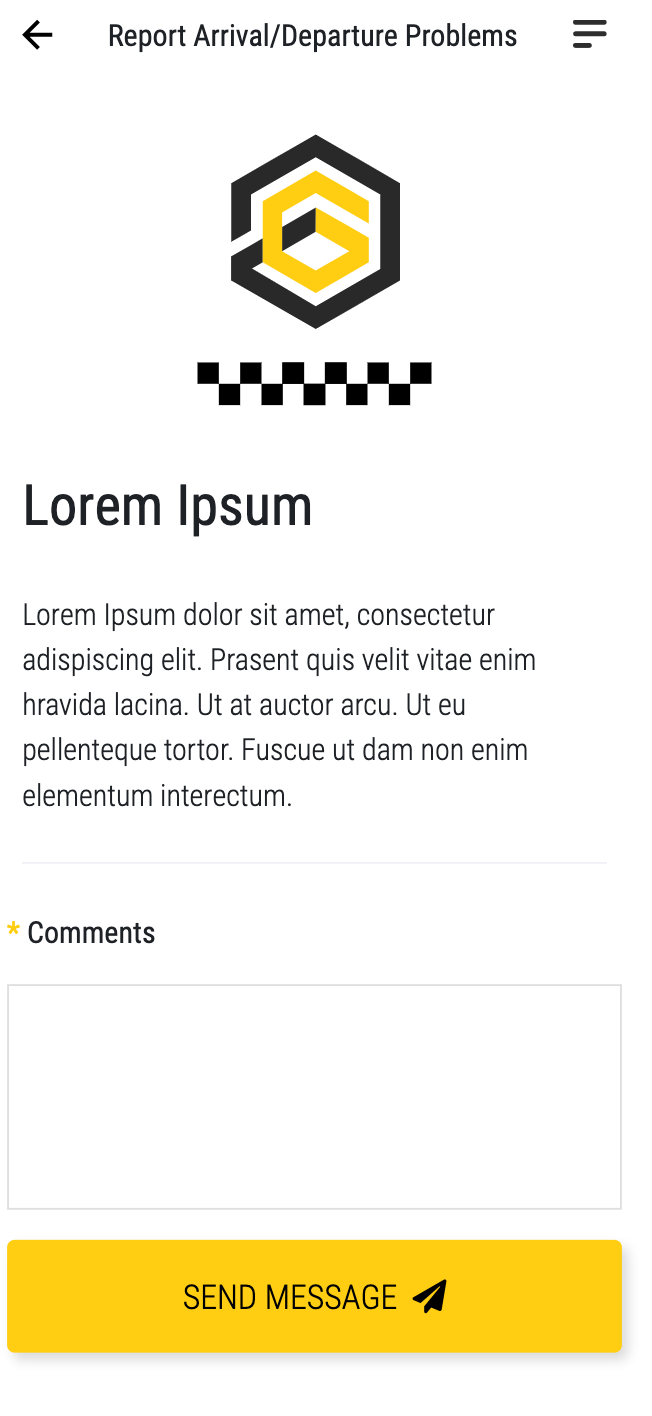 Report Arrival/Departure Problems
Lorem Ipsum
Lorem Ipsum dolor sit amet, consectetur
adispiscing elit. Prasent quis velit vitae enim
hravida lacina. Ut at auctor arcu. Ut eu
pellenteque tortor. Fuscue ut dam non enim
elementum interectum.
* Comments
SEND MESSAGE